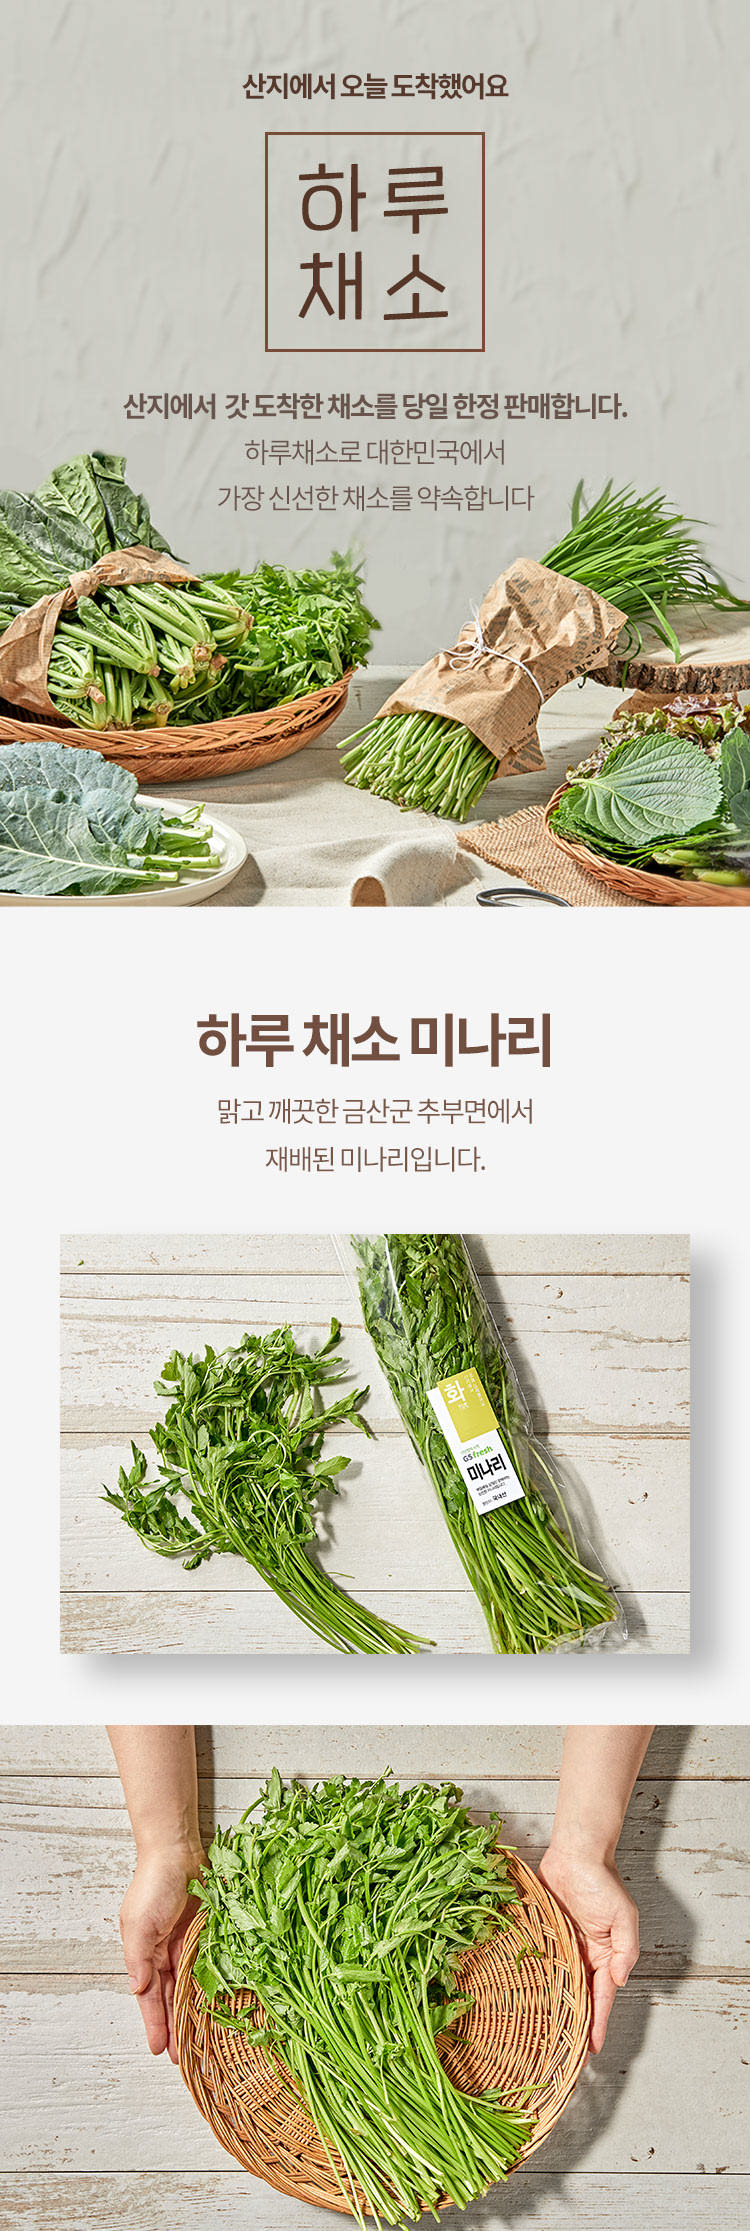 산지에서 오늘 도착했어요
하루
채소
산지에서 갓 도착한 채소를 당일 한정 판매합니다.
하루채소로 대한민국에서
가장 신선한 채소를 약속합니다
하루 채소 미나리
맑고 깨끗한 금산군 추부면에서
재배된 미나리입니다.
화
GS fresh
미나리
국내산